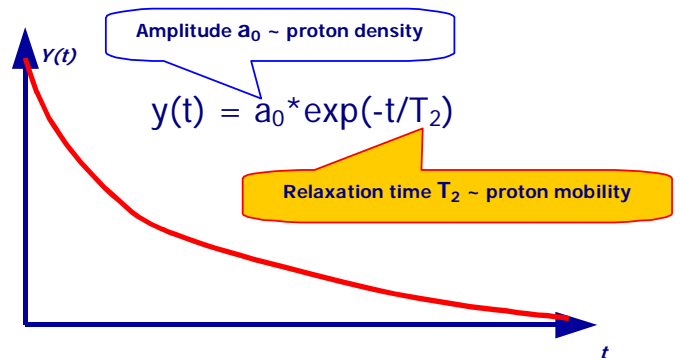 Amplitude a₀ ~ proton density
Y(t)
y(t) = a₀*exp(-t/T₂)
Relaxation time T₂ ~ proton mobility
t